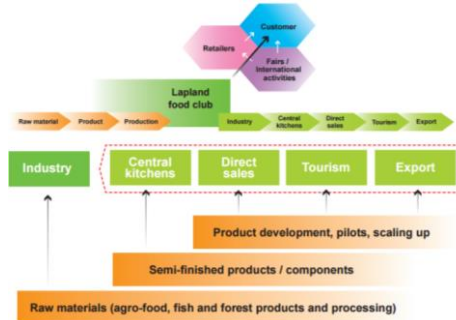 Customer
Retailers
Fairs /
International
activities
Lapland
food club
Raw material
Product
Production
Industry
Central
kitchens
Direct
sales
Tourism
Export
Industry
Central
kitchens
Direct
sales
Tourism
Export
Product development, pilots, scaling up
Semi-finished products / components
Raw materials (agro-food, fish and forest products and processing)